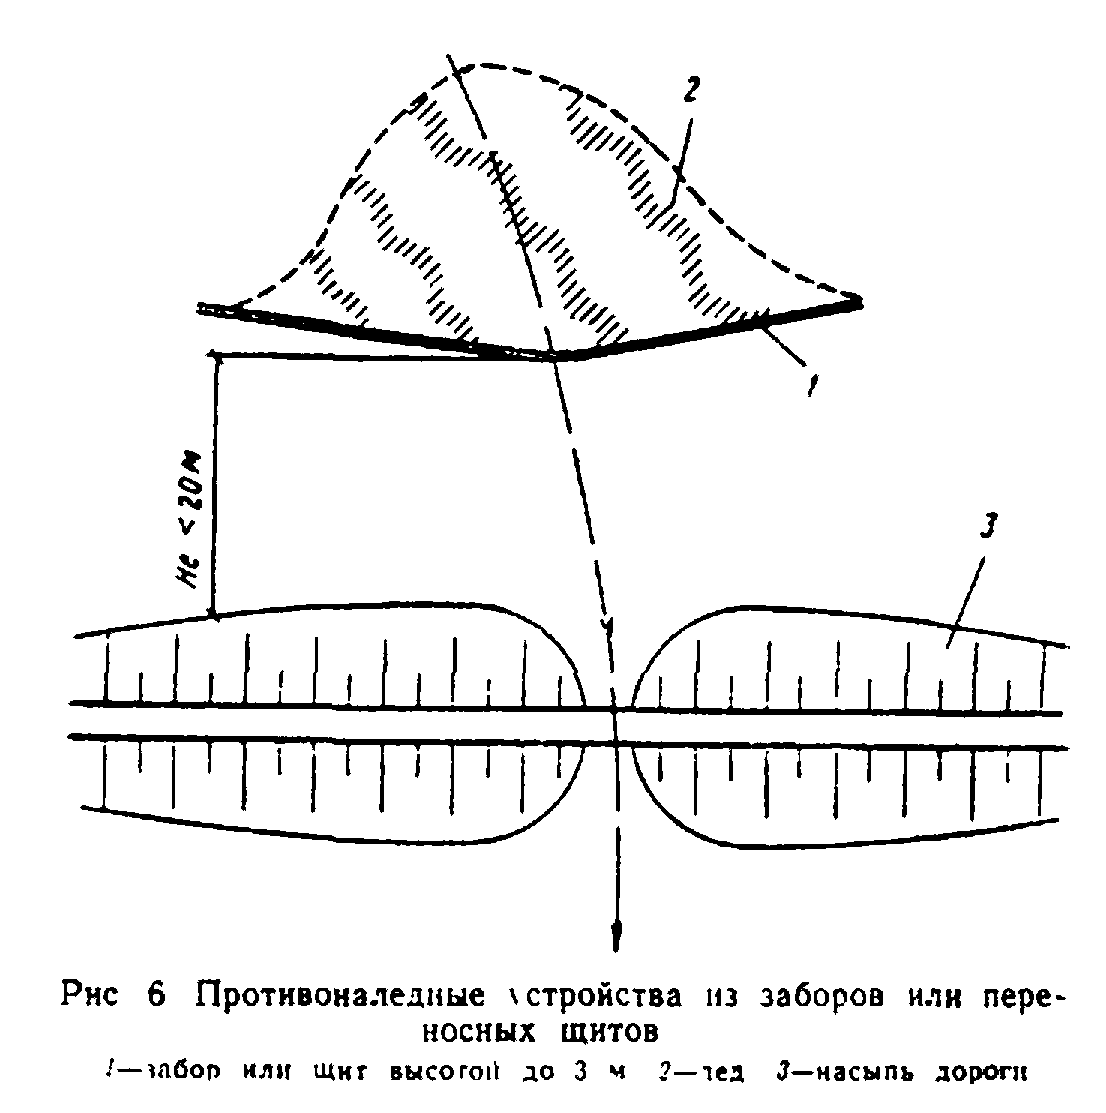 2
1
Не < 20 м
3
Рис 6 Противоналедные устройства из заборов или пере-
носных щитов
1—забор или щит высотой до 3 м 2—лед 3—насыпь дороги